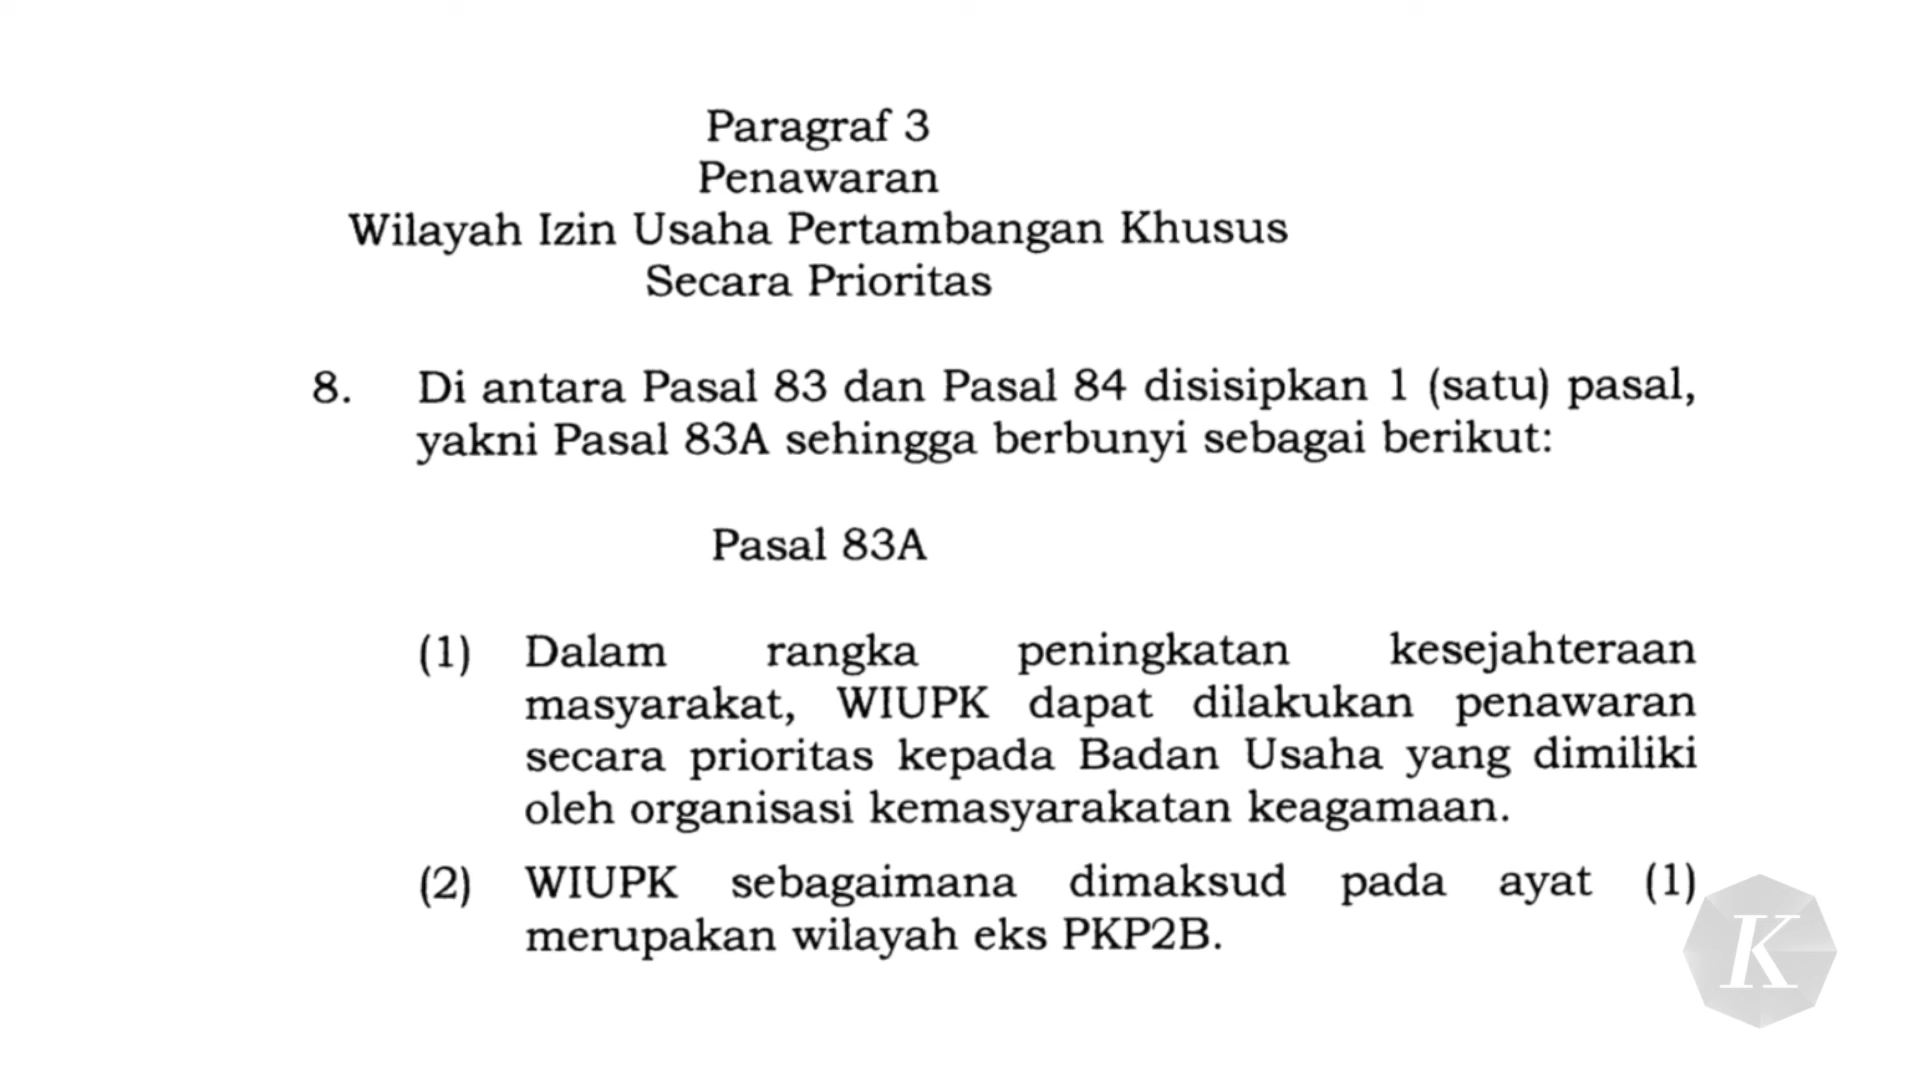 Paragraf 3
Penawaran
Wilayah Izin Usaha Pertambangan Khusus
Secara Prioritas
8. Di antara Pasal 83 dan Pasal 84 disisipkan 1 (satu) pasal,
yakni Pasal 83A sehingga berbunyi sebagai berikut:
Pasal 83A
(1) Dalam rangka peningkatan kesejahteraan
masyarakat, WIUPK dapat dilakukan penawaran
secara prioritas kepada Badan Usaha yang dimiliki
oleh organisasi kemasyarakatan keagamaan.
(2) WIUPK sebagaimana dimaksud pada ayat (1)
merupakan wilayah eks PKP2B.
K